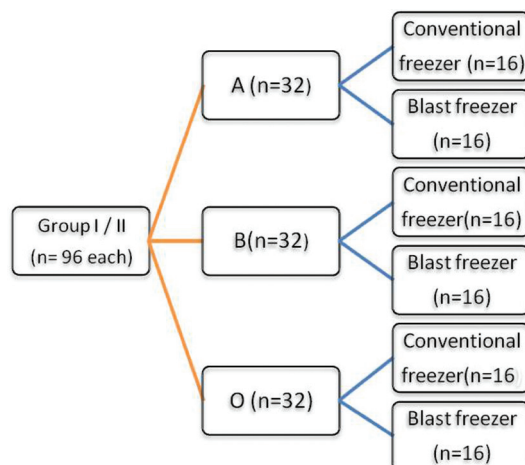 Group I / II
(n= 96 each)
A (n=32)
Conventional
freezer (n=16)
Blast freezer
(n=16)
B(n=32)
Conventional
freezer(n=16)
Blast freezer
(n=16)
O (n=32)
Conventional
freezer(n=16
Blast freezer
(n=16)